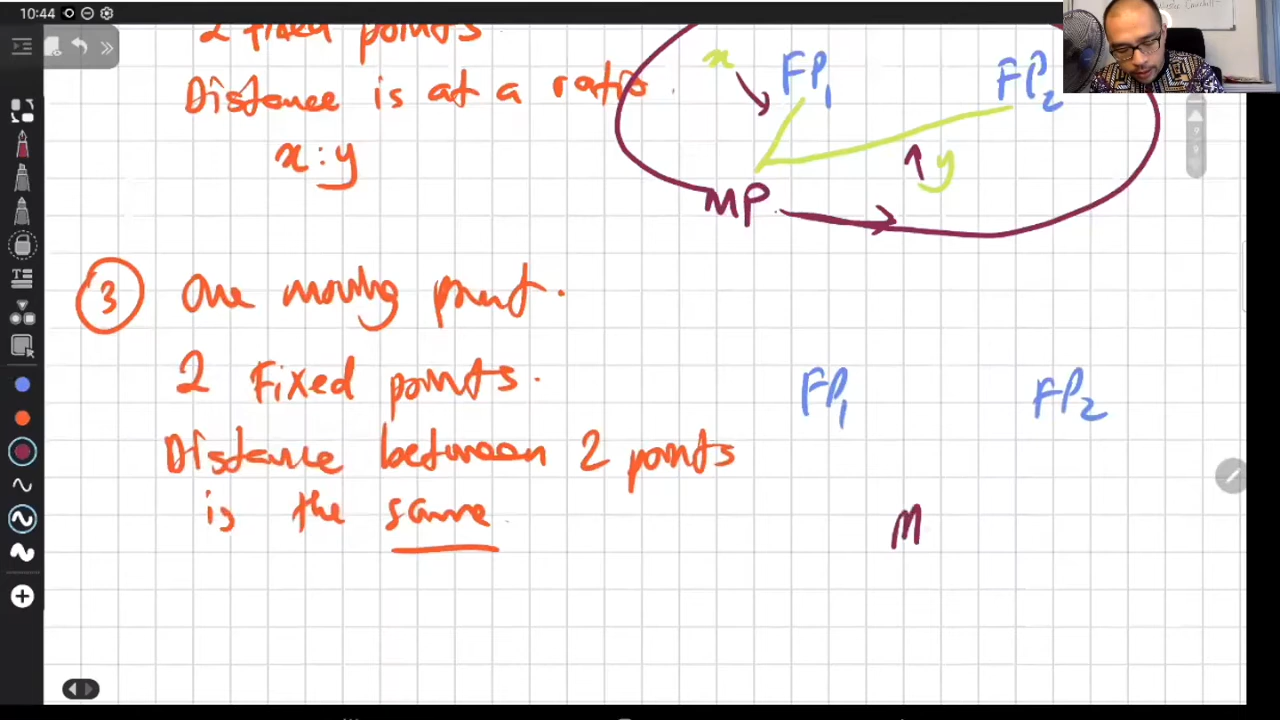 10:44
2 fixed points.
Distance is at a ratio
x : y
x
FP1
FP2
y
MP
3 One moving point.
2 Fixed points.
Distance between 2 points
is the same
FP1
FP2
M